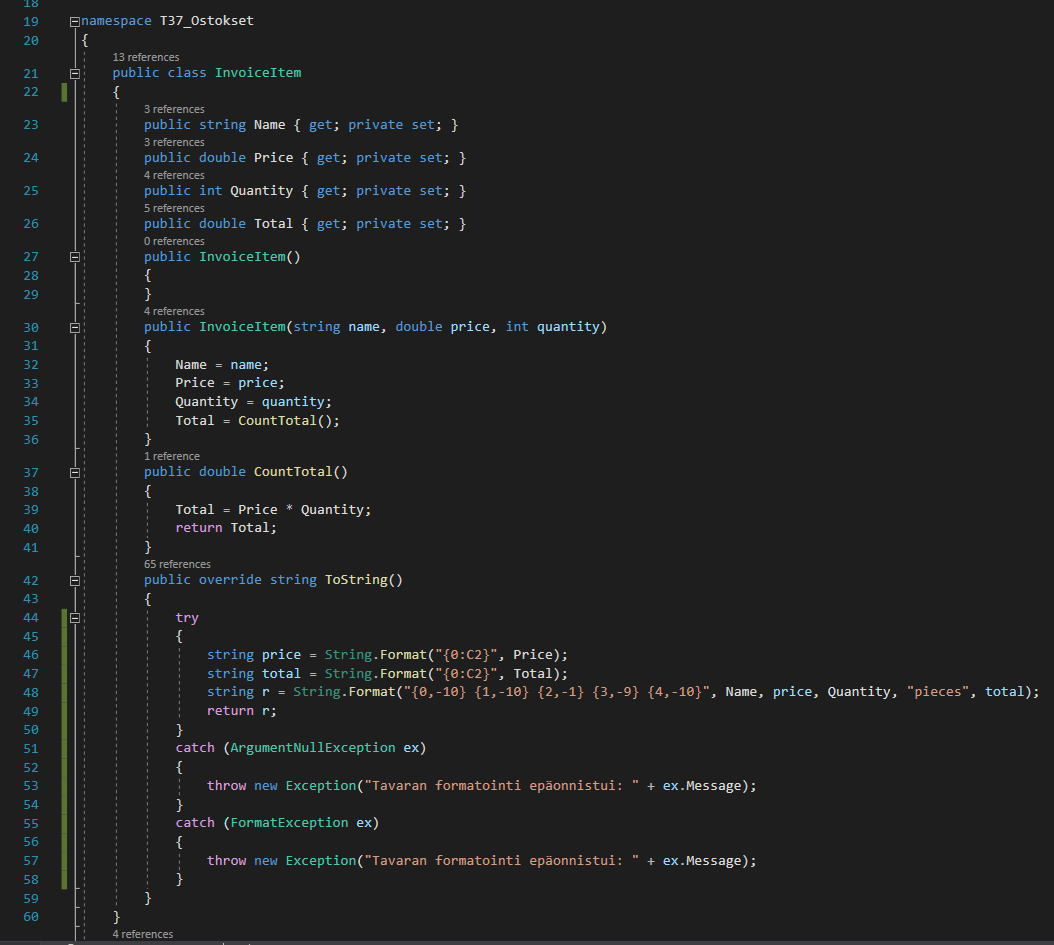 18
19 namespace T37_Ostokset
20 {
13 references
21 public class InvoiceItem
22 {
3 references
23 public string Name { get; private set; }
3 references
24 public double Price { get; private set; }
4 references
25 public int Quantity { get; private set; }
5 references
26 public double Total { get; private set; }
0 references
27 public InvoiceItem()
28 {
29 }
4 references
30 public InvoiceItem(string name, double price, int quantity)
31 {
32 Name = name;
33 Price = price;
34 Quantity = quantity;
35 Total = CountTotal();
36 }
1 reference
37 public double CountTotal()
38 {
39 Total = Price * Quantity;
40 return Total;
41 }
65 references
42 public override string ToString()
43 {
44 try
45 {
46 string price = String.Format("{0:C2}", Price);
47 string total = String.Format("{0:C2}", Total);
48 string r = String.Format("{0,-10} {1,-10} {2,-1} {3,-9} {4,-10}", Name, price, Quantity, "pieces", total);
49 return r;
50 }
51 catch (ArgumentNullException ex)
52 {
53 throw new Exception("Tavaran formatointi epäonnistui: " + ex.Message);
54 }
55 catch (FormatException ex)
56 {
57 throw new Exception("Tavaran formatointi epäonnistui: " + ex.Message);
58 }
59 }
60 }
4 references